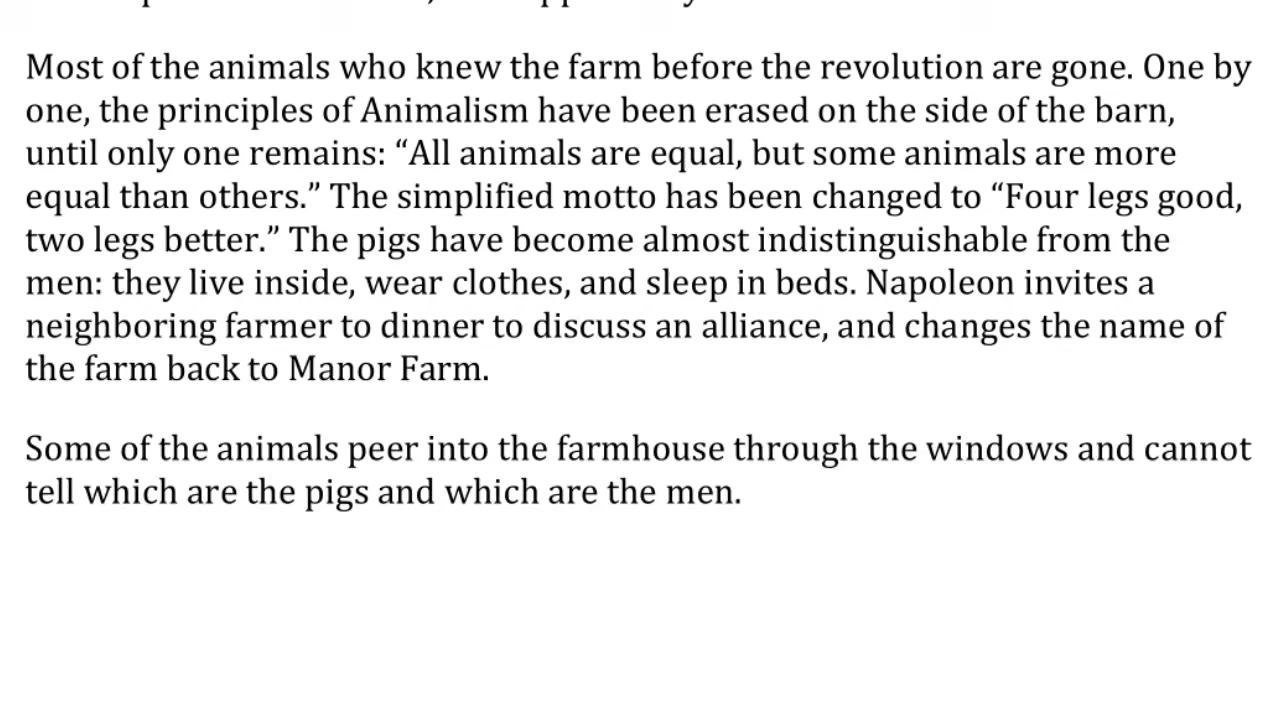 Most of the animals who knew the farm before the revolution are gone. One by
one, the principles of Animalism have been erased on the side of the barn,
until only one remains: “All animals are equal, but some animals are more
equal than others.” The simplified motto has been changed to “Four legs good,
two legs better.” The pigs have become almost indistinguishable from the
men: they live inside, wear clothes, and sleep in beds. Napoleon invites a
neighboring farmer to dinner to discuss an alliance, and changes the name of
the farm back to Manor Farm.
Some of the animals peer into the farmhouse through the windows and cannot
tell which are the pigs and which are the men.